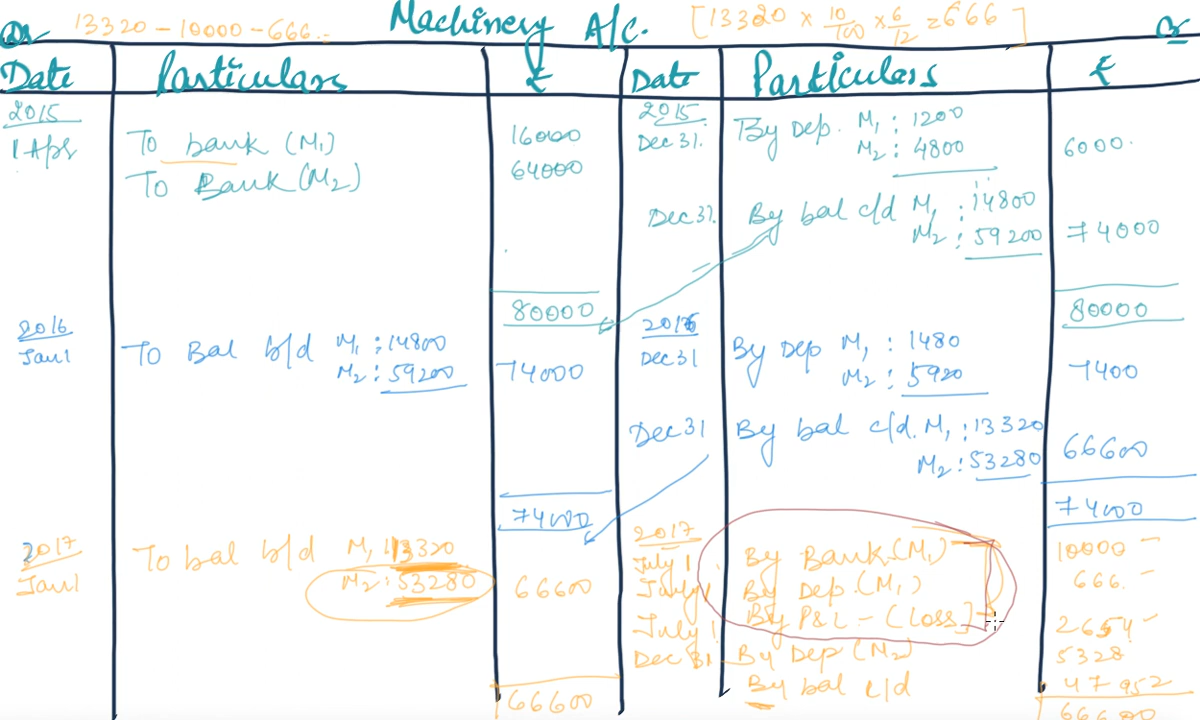 Dr 13320 - 10000 - 666.- Machinery A/c. [13320 × 10/100 × 6/12 = 666] Cr
Date Particulars ₹ Date Particulars ₹
2015 2015
1 Apr To bank (M₁) 16000 Dec 31. By Dep. M₁ : 1200
M₂ : 4800 6000.
To Bank (M₂) 64000
Dec 31. By bal c/d M₁ : 14800
M₂ : 59200 74000
80000 80000
2016 2016
Jan 1 To Bal b/d M₁ : 14800 Dec 31 By Dep M₁ : 1480
M₂ : 59200 74000 M₂ : 5920 7400
Dec 31 By bal c/d. M₁ : 13320
M₂ : 53280 66600
74000 74000
2017 2017
Jan 1 To bal b/d M₁ 13320 July 1 By Bank (M₁) 10000
M₂ : 53280 66600 July 1 By Dep. (M₁) 666.
July 1 By P&L - (Loss) 2654
Dec 31 By Dep (M₂) 5328
By bal c/d 47952
66600 66600